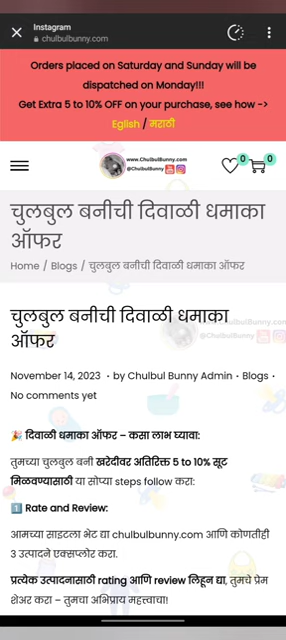 Instagram
chulbulbunny.com
Orders placed on Saturday and Sunday will be
dispatched on Monday!!!
Get Extra 5 to 10% OFF on your purchase, see how ->
Eglish / मराठी
www.ChulbulBunny.com
@ChulbulBunny
0
0
चुलबुल बनीची दिवाळी धमाका
ऑफर
Home / Blogs / चुलबुल बनीची दिवाळी धमाका ऑफर
चुलबुल बनीची दिवाळी धमाका
ऑफर
www.ChulbulBunny.com
@ChulbulBunny
November 14, 2023 • by Chulbul Bunny Admin • Blogs •
No comments yet
🎉 दिवाळी धमाका ऑफर – कसा लाभ घ्यावा:
तुमच्या चुलबुल बनी खरेदीवर अतिरिक्त 5 to 10% सूट
मिळवण्यासाठी या सोप्या steps follow करा:
1️⃣ Rate and Review:
आमच्या साइटला भेट द्या chulbulbunny.com आणि कोणतीही
३ उत्पादने एक्सप्लोर करा.
प्रत्येक उत्पादनासाठी rating आणि review लिहून द्या, तुमचे प्रेम
शेअर करा – तुमचा अभिप्राय महत्त्वाचा!